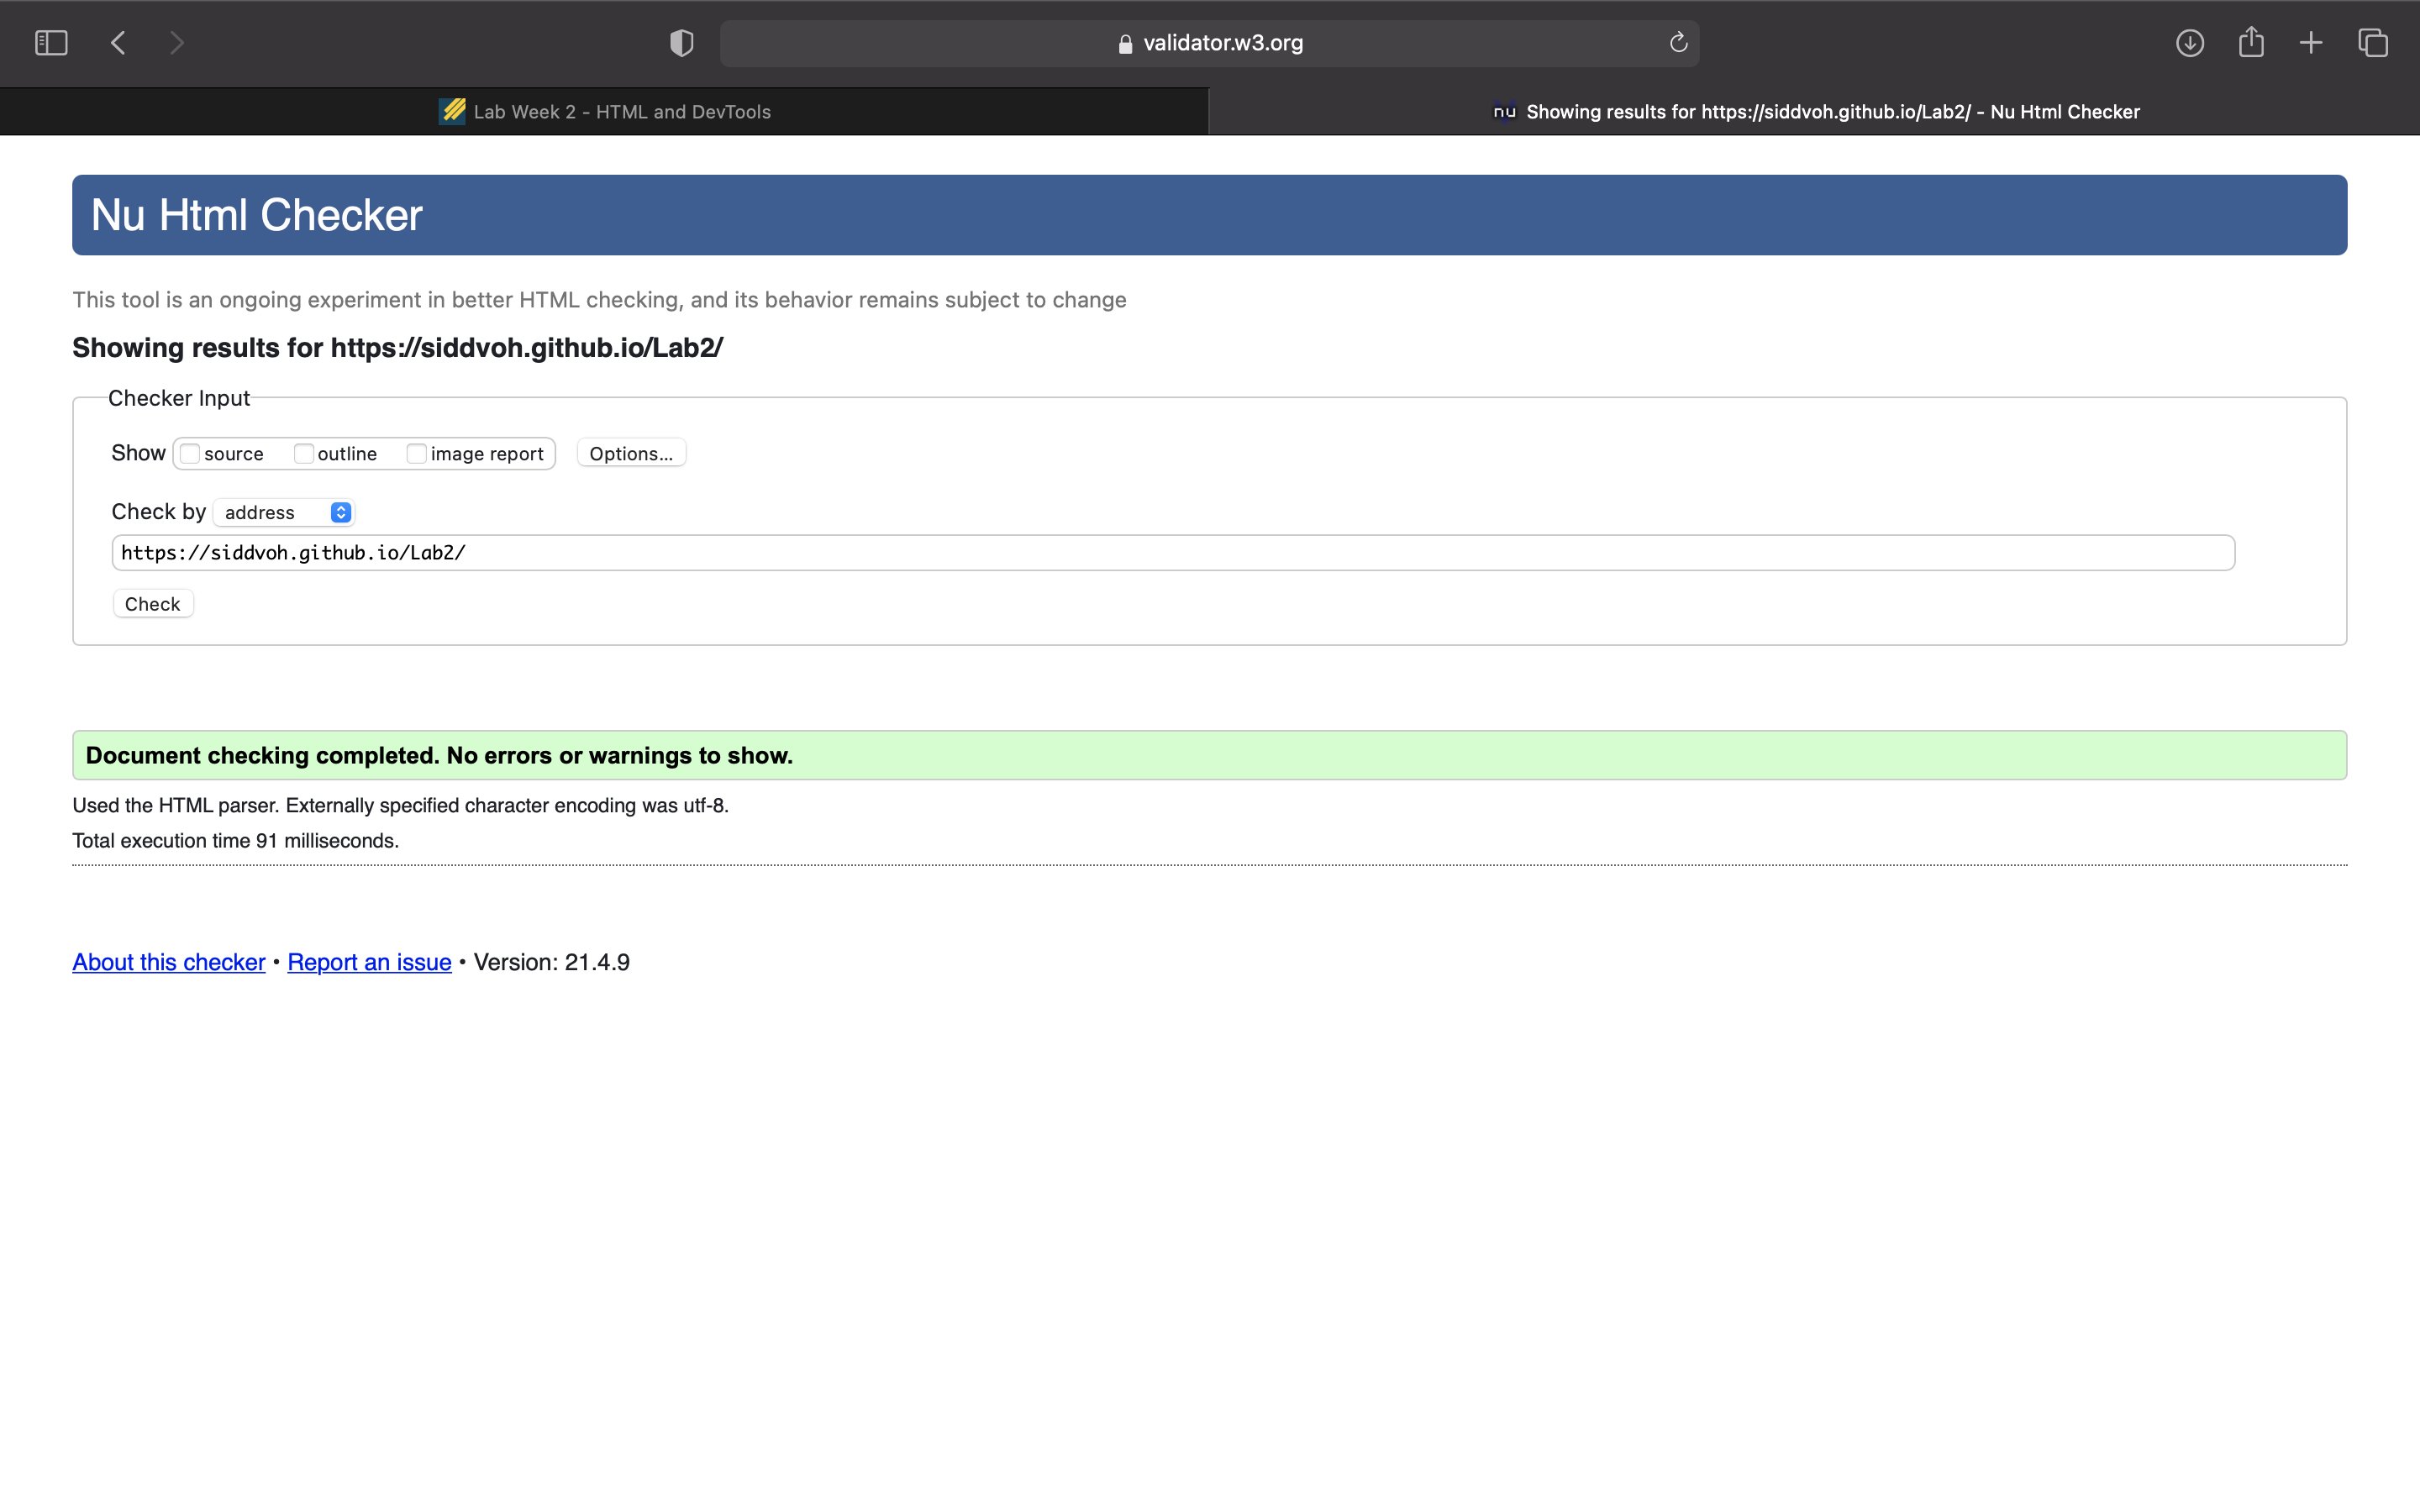 validator.w3.org
Lab Week 2 - HTML and DevTools
nu Showing results for https://siddvoh.github.io/Lab2/ - Nu Html Checker
Nu Html Checker
This tool is an ongoing experiment in better HTML checking, and its behavior remains subject to change
Showing results for https://siddvoh.github.io/Lab2/
Checker Input
Show source outline image report Options...
Check by address
https://siddvoh.github.io/Lab2/
Check
Document checking completed. No errors or warnings to show.
Used the HTML parser. Externally specified character encoding was utf-8.
Total execution time 91 milliseconds.
About this checker • Report an issue • Version: 21.4.9